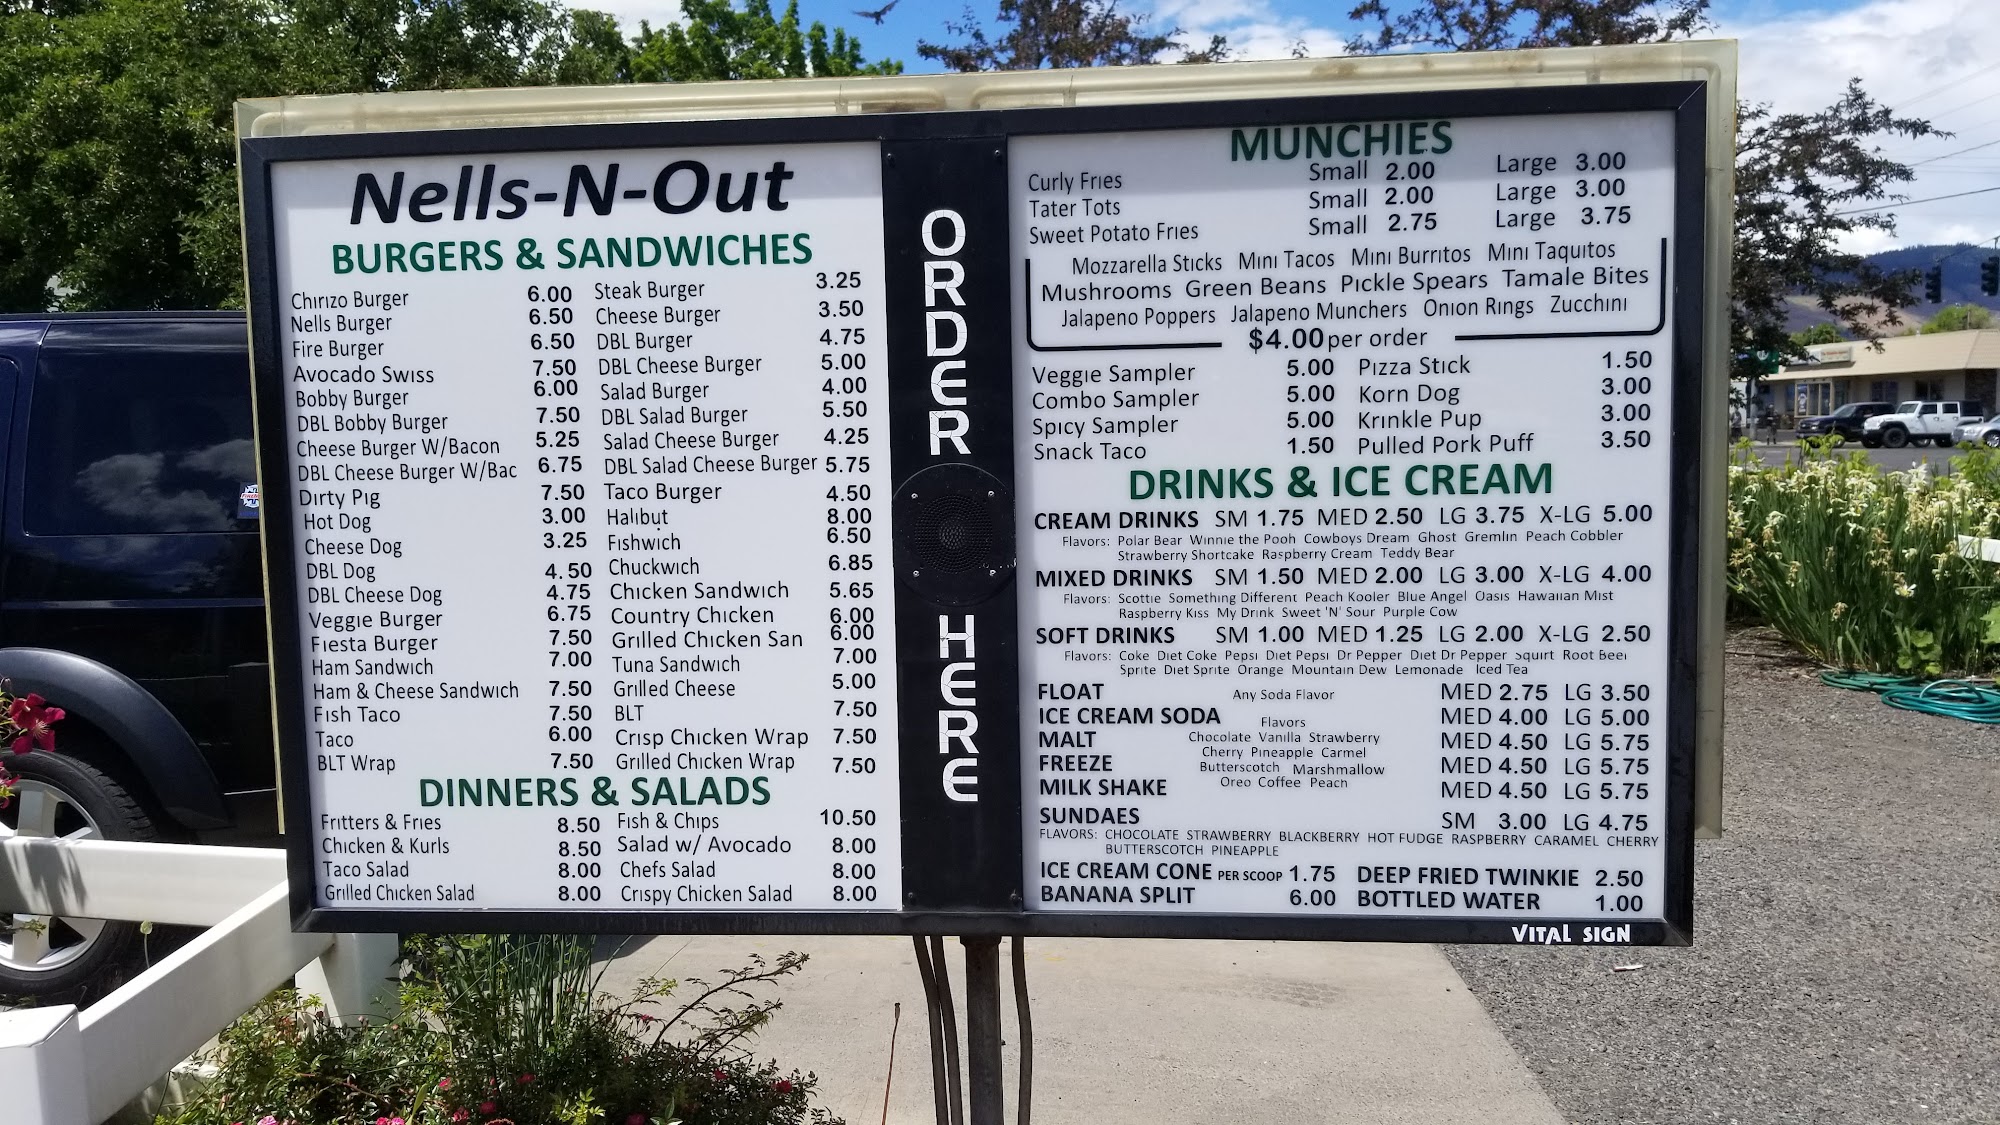 Nells-N-Out
BURGERS & SANDWICHES
Chirizo Burger 6.00
Nells Burger 6.50
Fire Burger 6.50
Avocado Swiss 7.50
Bobby Burger 6.00
DBL Bobby Burger 7.50
Cheese Burger W/Bacon 5.25
DBL Cheese Burger W/Bac 6.75
Dirty Pig 7.50
Hot Dog 3.00
Cheese Dog 3.25
DBL Dog 4.50
DBL Cheese Dog 4.75
Veggie Burger 6.75
Fiesta Burger 7.50
Ham Sandwich 7.00
Ham & Cheese Sandwich 7.50
Fish Taco 7.50
Taco 6.00
BLT Wrap 7.50
Steak Burger 3.25
Cheese Burger 3.50
DBL Burger 4.75
DBL Cheese Burger 5.00
Salad Burger 4.00
DBL Salad Burger 5.50
Salad Cheese Burger 4.25
DBL Salad Cheese Burger 5.75
Taco Burger 4.50
Halibut 8.00
Fishwich 6.50
Chuckwich 6.85
Chicken Sandwich 5.65
Country Chicken 6.00
Grilled Chicken San 6.00
Tuna Sandwich 7.00
Grilled Cheese 5.00
BLT 7.50
Crisp Chicken Wrap 7.50
Grilled Chicken Wrap 7.50
DINNERS & SALADS
Fritters & Fries 8.50
Chicken & Kurls 8.50
Taco Salad 8.00
Grilled Chicken Salad 8.00
Fish & Chips 10.50
Salad w/ Avocado 8.00
Chefs Salad 8.00
Crispy Chicken Salad 8.00
ORDER
HERE
MUNCHIES
Curly Fries Small 2.00 Large 3.00
Tater Tots Small 2.00 Large 3.00
Sweet Potato Fries Small 2.75 Large 3.75
Mozzarella Sticks Mini Tacos Mini Burritos Mini Taquitos
Mushrooms Green Beans Pickle Spears Tamale Bites
Jalapeno Poppers Jalapeno Munchers Onion Rings Zucchini
$4.00 per order
Veggie Sampler 5.00 Pizza Stick 1.50
Combo Sampler 5.00 Korn Dog 3.00
Spicy Sampler 5.00 Krinkle Pup 3.00
Snack Taco 1.50 Pulled Pork Puff 3.50
DRINKS & ICE CREAM
CREAM DRINKS SM 1.75 MED 2.50 LG 3.75 X-LG 5.00
Flavors: Polar Bear Winnie the Pooh Cowboys Dream Ghost Gremlin Peach Cobbler
Strawberry Shortcake Raspberry Cream Teddy Bear
MIXED DRINKS SM 1.50 MED 2.00 LG 3.00 X-LG 4.00
Flavors: Scottie Something Different Peach Kooler Blue Angel Oasis Hawaiian Mist
Raspberry Kiss My Drink Sweet 'N' Sour Purple Cow
SOFT DRINKS SM 1.00 MED 1.25 LG 2.00 X-LG 2.50
Flavors: Coke Diet Coke Pepsi Diet Pepsi Dr Pepper Diet Dr Pepper Squirt Root Beer
Sprite Diet Sprite Orange Mountain Dew Lemonade Iced Tea
FLOAT Any Soda Flavor MED 2.75 LG 3.50
ICE CREAM SODA Flavors MED 4.00 LG 5.00
MALT Chocolate Vanilla Strawberry MED 4.50 LG 5.75
Cherry Pineapple Carmel
FREEZE Butterscotch Marshmallow MED 4.50 LG 5.75
MILK SHAKE Oreo Coffee Peach MED 4.50 LG 5.75
SUNDAES SM 3.00 LG 4.75
FLAVORS: CHOCOLATE STRAWBERRY BLACKBERRY HOT FUDGE RASPBERRY CARAMEL CHERRY
BUTTERSCOTCH PINEAPPLE
ICE CREAM CONE PER SCOOP 1.75 DEEP FRIED TWINKIE 2.50
BANANA SPLIT 6.00 BOTTLED WATER 1.00
VITAL SIGN